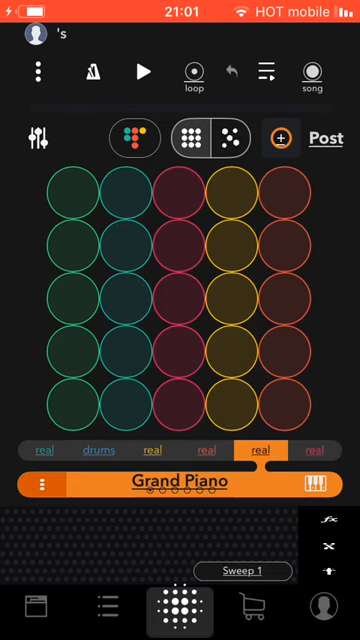 21:01 HOT mobile
's
loop song
Post
real drums real real real real
Grand Piano
fx
Sweep 1